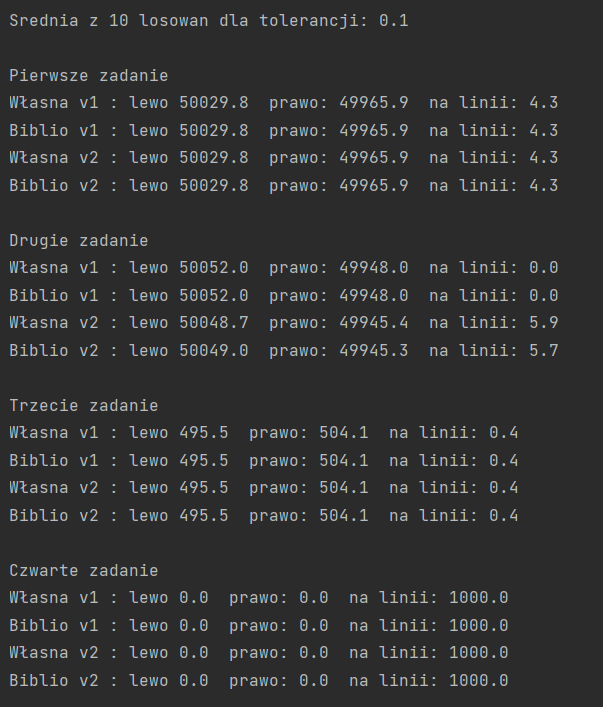 Srednia z 10 losowan dla tolerancji: 0.1
Pierwsze zadanie
Własna v1 : lewo 50029.8 prawo: 49965.9 na linii: 4.3
Biblio v1 : lewo 50029.8 prawo: 49965.9 na linii: 4.3
Własna v2 : lewo 50029.8 prawo: 49965.9 na linii: 4.3
Biblio v2 : lewo 50029.8 prawo: 49965.9 na linii: 4.3
Drugie zadanie
Własna v1 : lewo 50052.0 prawo: 49948.0 na linii: 0.0
Biblio v1 : lewo 50052.0 prawo: 49948.0 na linii: 0.0
Własna v2 : lewo 50048.7 prawo: 49945.4 na linii: 5.9
Biblio v2 : lewo 50049.0 prawo: 49945.3 na linii: 5.7
Trzecie zadanie
Własna v1 : lewo 495.5 prawo: 504.1 na linii: 0.4
Biblio v1 : lewo 495.5 prawo: 504.1 na linii: 0.4
Własna v2 : lewo 495.5 prawo: 504.1 na linii: 0.4
Biblio v2 : lewo 495.5 prawo: 504.1 na linii: 0.4
Czwarte zadanie
Własna v1 : lewo 0.0 prawo: 0.0 na linii: 1000.0
Biblio v1 : lewo 0.0 prawo: 0.0 na linii: 1000.0
Własna v2 : lewo 0.0 prawo: 0.0 na linii: 1000.0
Biblio v2 : lewo 0.0 prawo: 0.0 na linii: 1000.0